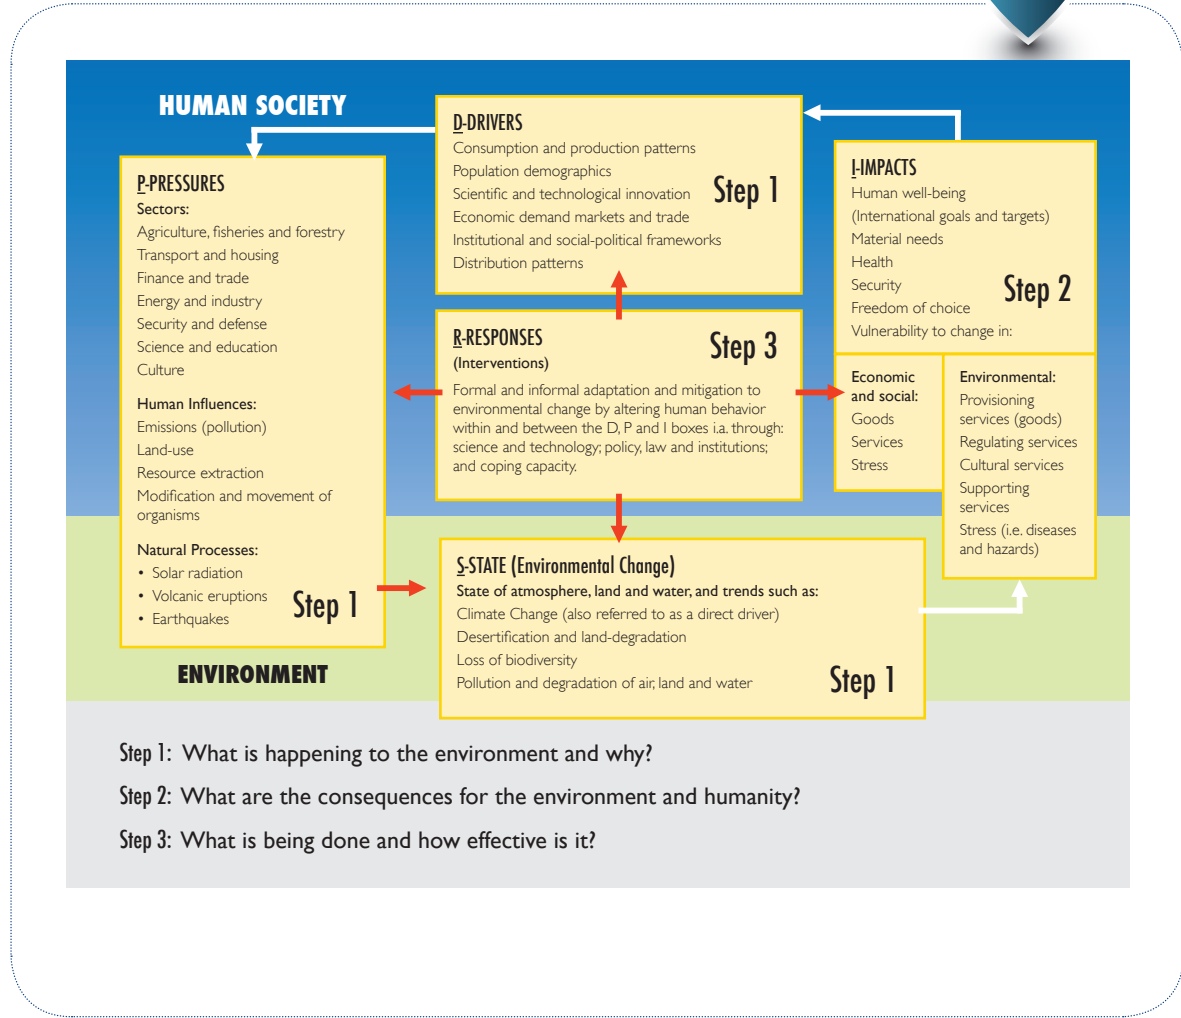 HUMAN SOCIETY
D-DRIVERS
Consumption and production patterns
Population demographics
Scientific and technological innovation
Economic demand markets and trade
Institutional and social-political frameworks
Distribution patterns
Step 1
P-PRESSURES
Sectors:
Agriculture, fisheries and forestry
Transport and housing
Finance and trade
Energy and industry
Security and defense
Science and education
Culture
Human Influences:
Emissions (pollution)
Land-use
Resource extraction
Modification and movement of
organisms
Natural Processes:
• Solar radiation
• Volcanic eruptions
• Earthquakes
Step 1
R-RESPONSES
(Interventions)
Step 3
Formal and informal adaptation and mitigation to
environmental change by altering human behavior
within and between the D, P and I boxes i.a. through:
science and technology; policy, law and institutions;
and coping capacity.
I-IMPACTS
Human well-being
(International goals and targets)
Material needs
Health
Security
Freedom of choice
Vulnerability to change in:
Step 2
Economic
and social:
Goods
Services
Stress
Environmental:
Provisioning
services (goods)
Regulating services
Cultural services
Supporting
services
Stress (i.e. diseases
and hazards)
S-STATE (Environmental Change)
State of atmosphere, land and water, and trends such as:
Climate Change (also referred to as a direct driver)
Desertification and land-degradation
Loss of biodiversity
Pollution and degradation of air, land and water
Step 1
ENVIRONMENT
Step 1: What is happening to the environment and why?
Step 2: What are the consequences for the environment and humanity?
Step 3: What is being done and how effective is it?